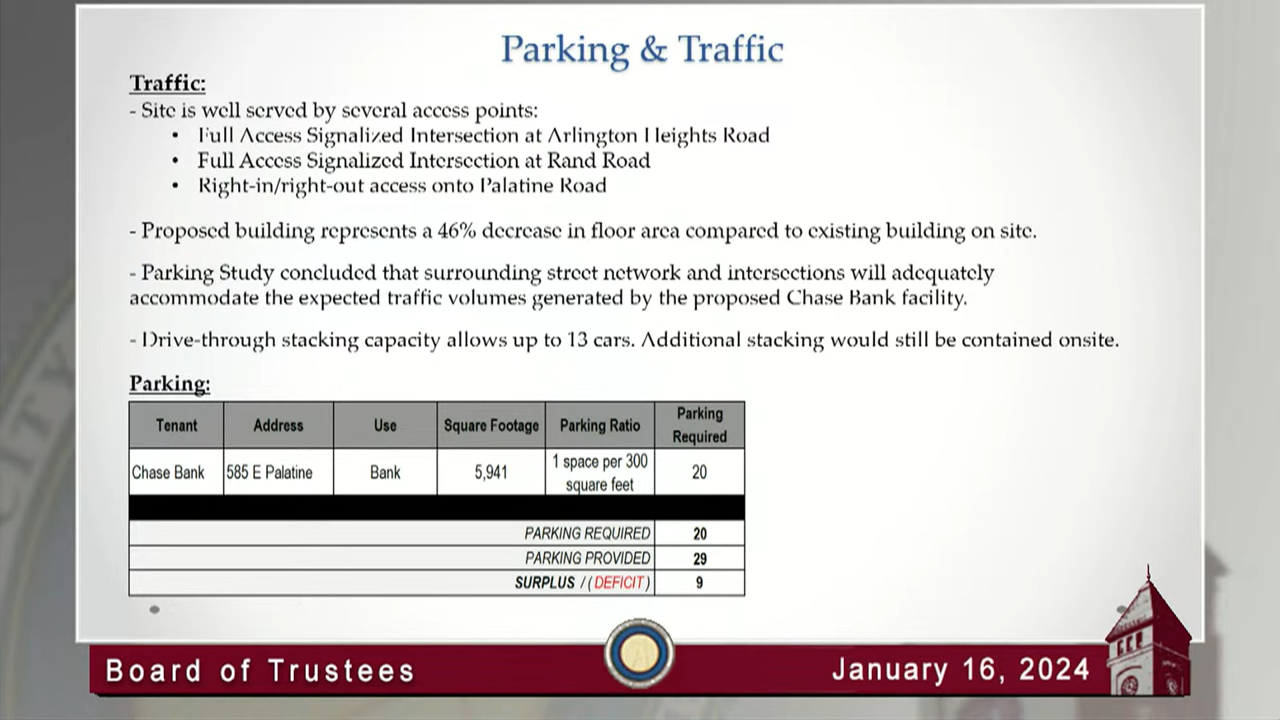 Parking & Traffic
Traffic:
- Site is well served by several access points:
• Full Access Signalized Intersection at Arlington Heights Road
• Full Access Signalized Intersection at Rand Road
• Right-in/right-out access onto Palatine Road
- Proposed building represents a 46% decrease in floor area compared to existing building on site.
- Parking Study concluded that surrounding street network and intersections will adequately
accommodate the expected traffic volumes generated by the proposed Chase Bank facility.
- Drive-through stacking capacity allows up to 13 cars. Additional stacking would still be contained onsite.
Parking:
Tenant Address Use Square Footage Parking Ratio Parking Required
Chase Bank 585 E Palatine Bank 5,941 1 space per 300 square feet 20
PARKING REQUIRED 20
PARKING PROVIDED 29
SURPLUS / (DEFICIT) 9
Board of Trustees
January 16, 2024